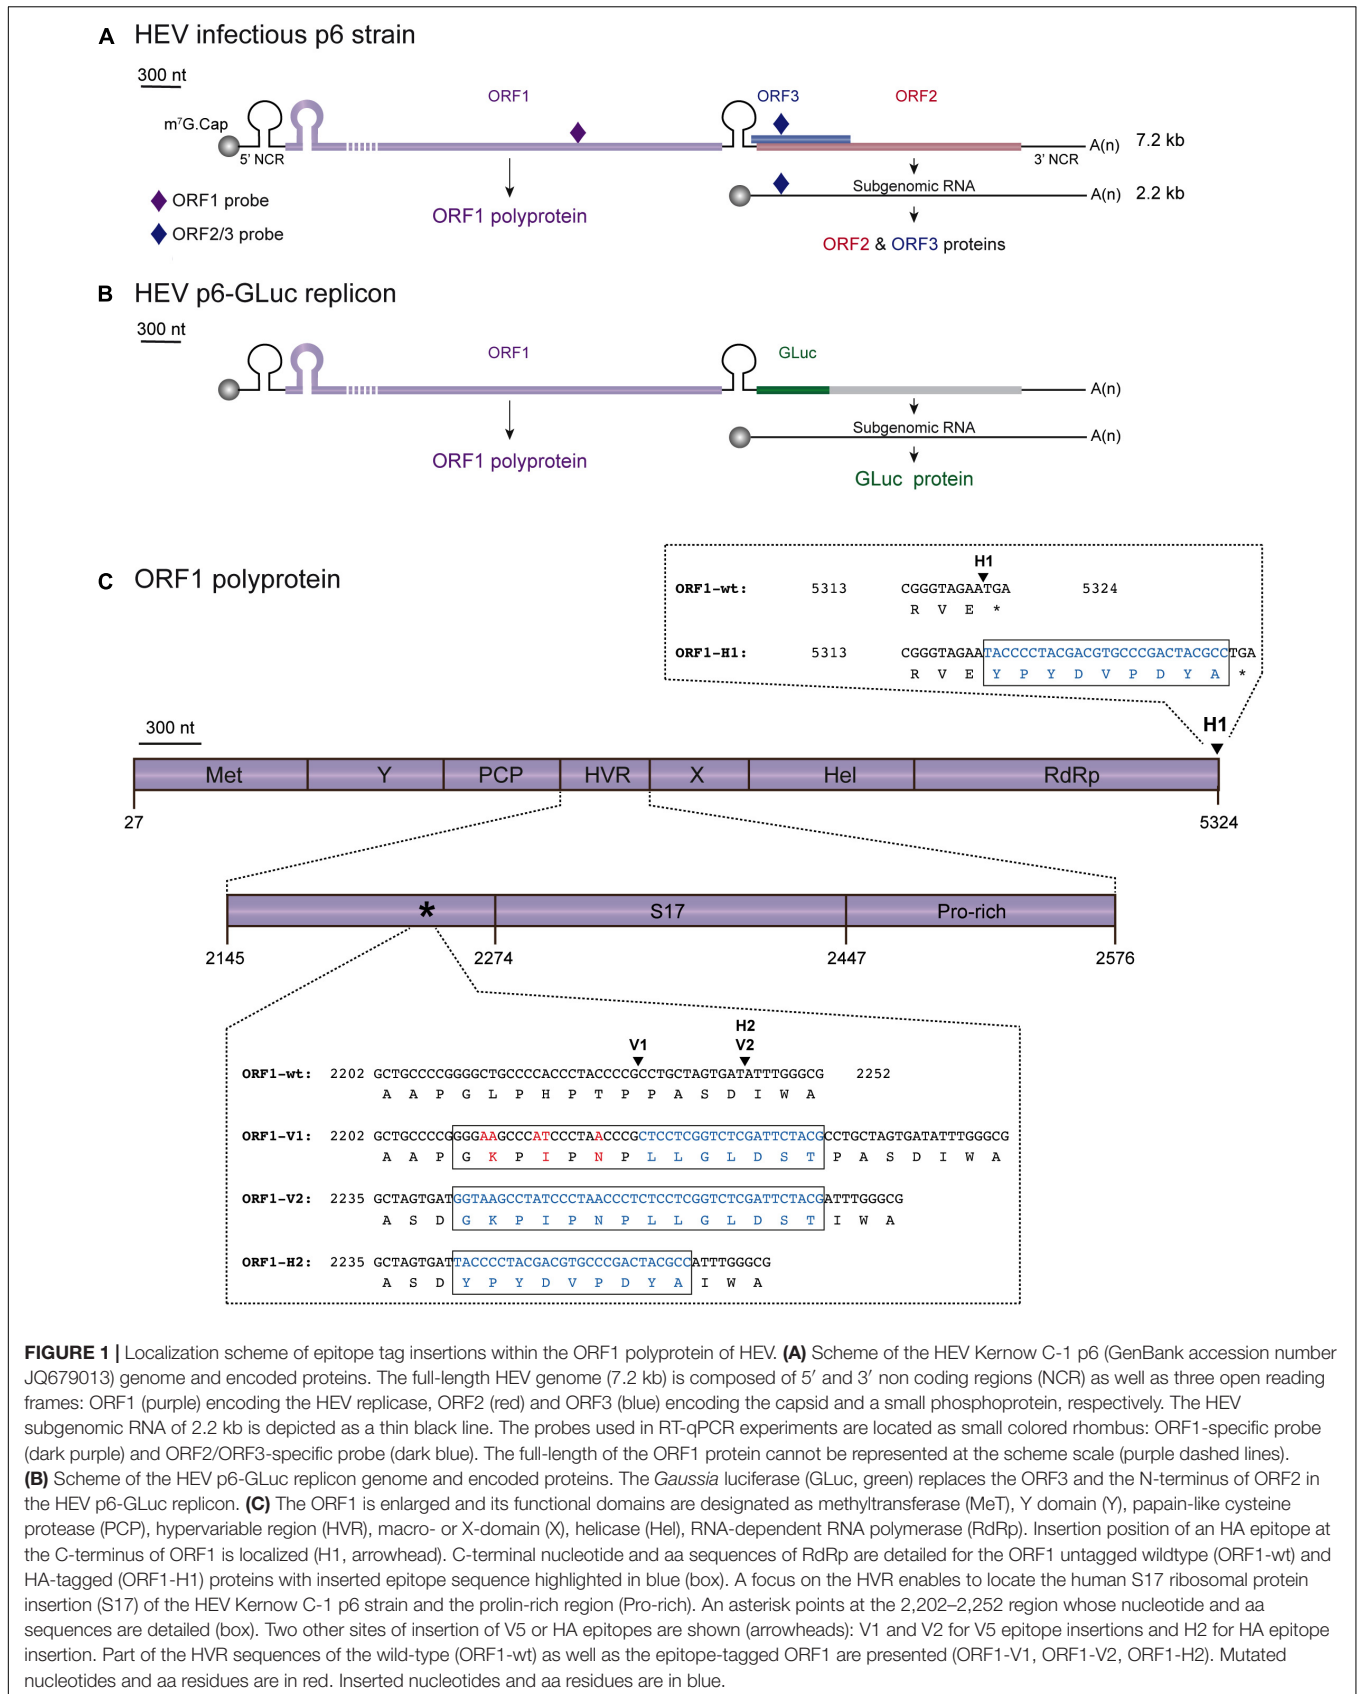 A HEV infectious p6 strain
300 nt
ORF1
ORF3
ORF2
m⁷G.Cap
5' NCR
3' NCR
A(n)
7.2 kb
Subgenomic RNA
A(n)
2.2 kb
ORF1 probe
ORF2/3 probe
ORF1 polyprotein
ORF2 & ORF3 proteins
B HEV p6-GLuc replicon
300 nt
ORF1
GLuc
A(n)
Subgenomic RNA
A(n)
ORF1 polyprotein
GLuc protein
C ORF1 polyprotein
H1
ORF1-wt: 5313 CGGGTAGAATGA 5324
R V E *
ORF1-H1: 5313 CGGGTAGAATACCCCTACGACGTGCCCGACTACGCCTGA
R V E Y P Y D V P D Y A *
300 nt
H1
Met Y PCP HVR X Hel RdRp
27 5324
* S17 Pro-rich
2145 2274 2447 2576
H2
V1 V2
ORF1-wt: 2202 GCTGCCCCGGGGCTGCCCCACCCTACCCCGCCTGCTAGTGATATTTGGGCG 2252
A A P G L P H P T P P A S D I W A
ORF1-V1: 2202 GCTGCCCCGGGGAAGCCCATCCCTAACCCGCTCCTCGGTCTCGATTCTACGCCTGCTAGTGATATTTGGGCG
A A P G K P I P N P L L G L D S T P A S D I W A
ORF1-V2: 2235 GCTAGTGATGGTAAGCCTATCCCTAACCCTCTCCTCGGTCTCGATTCTACGATTTGGGCG
A S D G K P I P N P L L G L D S T I W A
ORF1-H2: 2235 GCTAGTGATTACCCCTACGACGTGCCCGACTACGCCATTTGGGCG
A S D Y P Y D V P D Y A I W A
FIGURE 1 | Localization scheme of epitope tag insertions within the ORF1 polyprotein of HEV. (A) Scheme of the HEV Kernow C-1 p6 (GenBank accession number
JQ679013) genome and encoded proteins. The full-length HEV genome (7.2 kb) is composed of 5′ and 3′ non coding regions (NCR) as well as three open reading
frames: ORF1 (purple) encoding the HEV replicase, ORF2 (red) and ORF3 (blue) encoding the capsid and a small phosphoprotein, respectively. The HEV
subgenomic RNA of 2.2 kb is depicted as a thin black line. The probes used in RT-qPCR experiments are located as small colored rhombus: ORF1-specific probe
(dark purple) and ORF2/ORF3-specific probe (dark blue). The full-length of the ORF1 protein cannot be represented at the scheme scale (purple dashed lines).
(B) Scheme of the HEV p6-GLuc replicon genome and encoded proteins. The Gaussia luciferase (GLuc, green) replaces the ORF3 and the N-terminus of ORF2 in
the HEV p6-GLuc replicon. (C) The ORF1 is enlarged and its functional domains are designated as methyltransferase (MeT), Y domain (Y), papain-like cysteine
protease (PCP), hypervariable region (HVR), macro- or X-domain (X), helicase (Hel), RNA-dependent RNA polymerase (RdRp). Insertion position of an HA epitope at
the C-terminus of ORF1 is localized (H1, arrowhead). C-terminal nucleotide and aa sequences of RdRp are detailed for the ORF1 untagged wildtype (ORF1-wt) and
HA-tagged (ORF1-H1) proteins with inserted epitope sequence highlighted in blue (box). A focus on the HVR enables to locate the human S17 ribosomal protein
insertion (S17) of the HEV Kernow C-1 p6 strain and the prolin-rich region (Pro-rich). An asterisk points at the 2,202–2,252 region whose nucleotide and aa
sequences are detailed (box). Two other sites of insertion of V5 or HA epitopes are shown (arrowheads): V1 and V2 for V5 epitope insertions and H2 for HA epitope
insertion. Part of the HVR sequences of the wild-type (ORF1-wt) as well as the epitope-tagged ORF1 are presented (ORF1-V1, ORF1-V2, ORF1-H2). Mutated
nucleotides and aa residues are in red. Inserted nucleotides and aa residues are in blue.